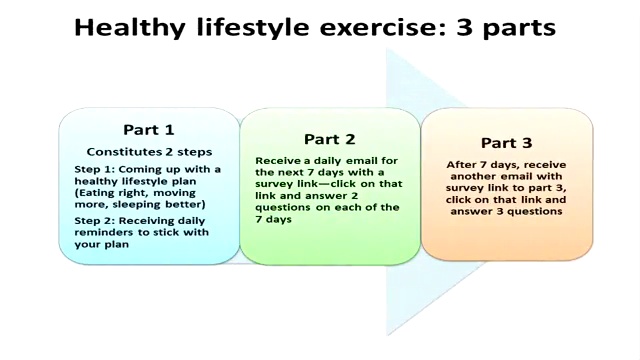 Healthy lifestyle exercise: 3 parts
Part 1
Constitutes 2 steps
Step 1: Coming up with a
healthy lifestyle plan
(Eating right, moving
more, sleeping better)
Step 2: Receiving daily
reminders to stick with
your plan
Part 2
Receive a daily email for
the next 7 days with a
survey link—click on that
link and answer 2
questions on each of the
7 days
Part 3
After 7 days, receive
another email with
survey link to part 3,
click on that link and
answer 3 questions